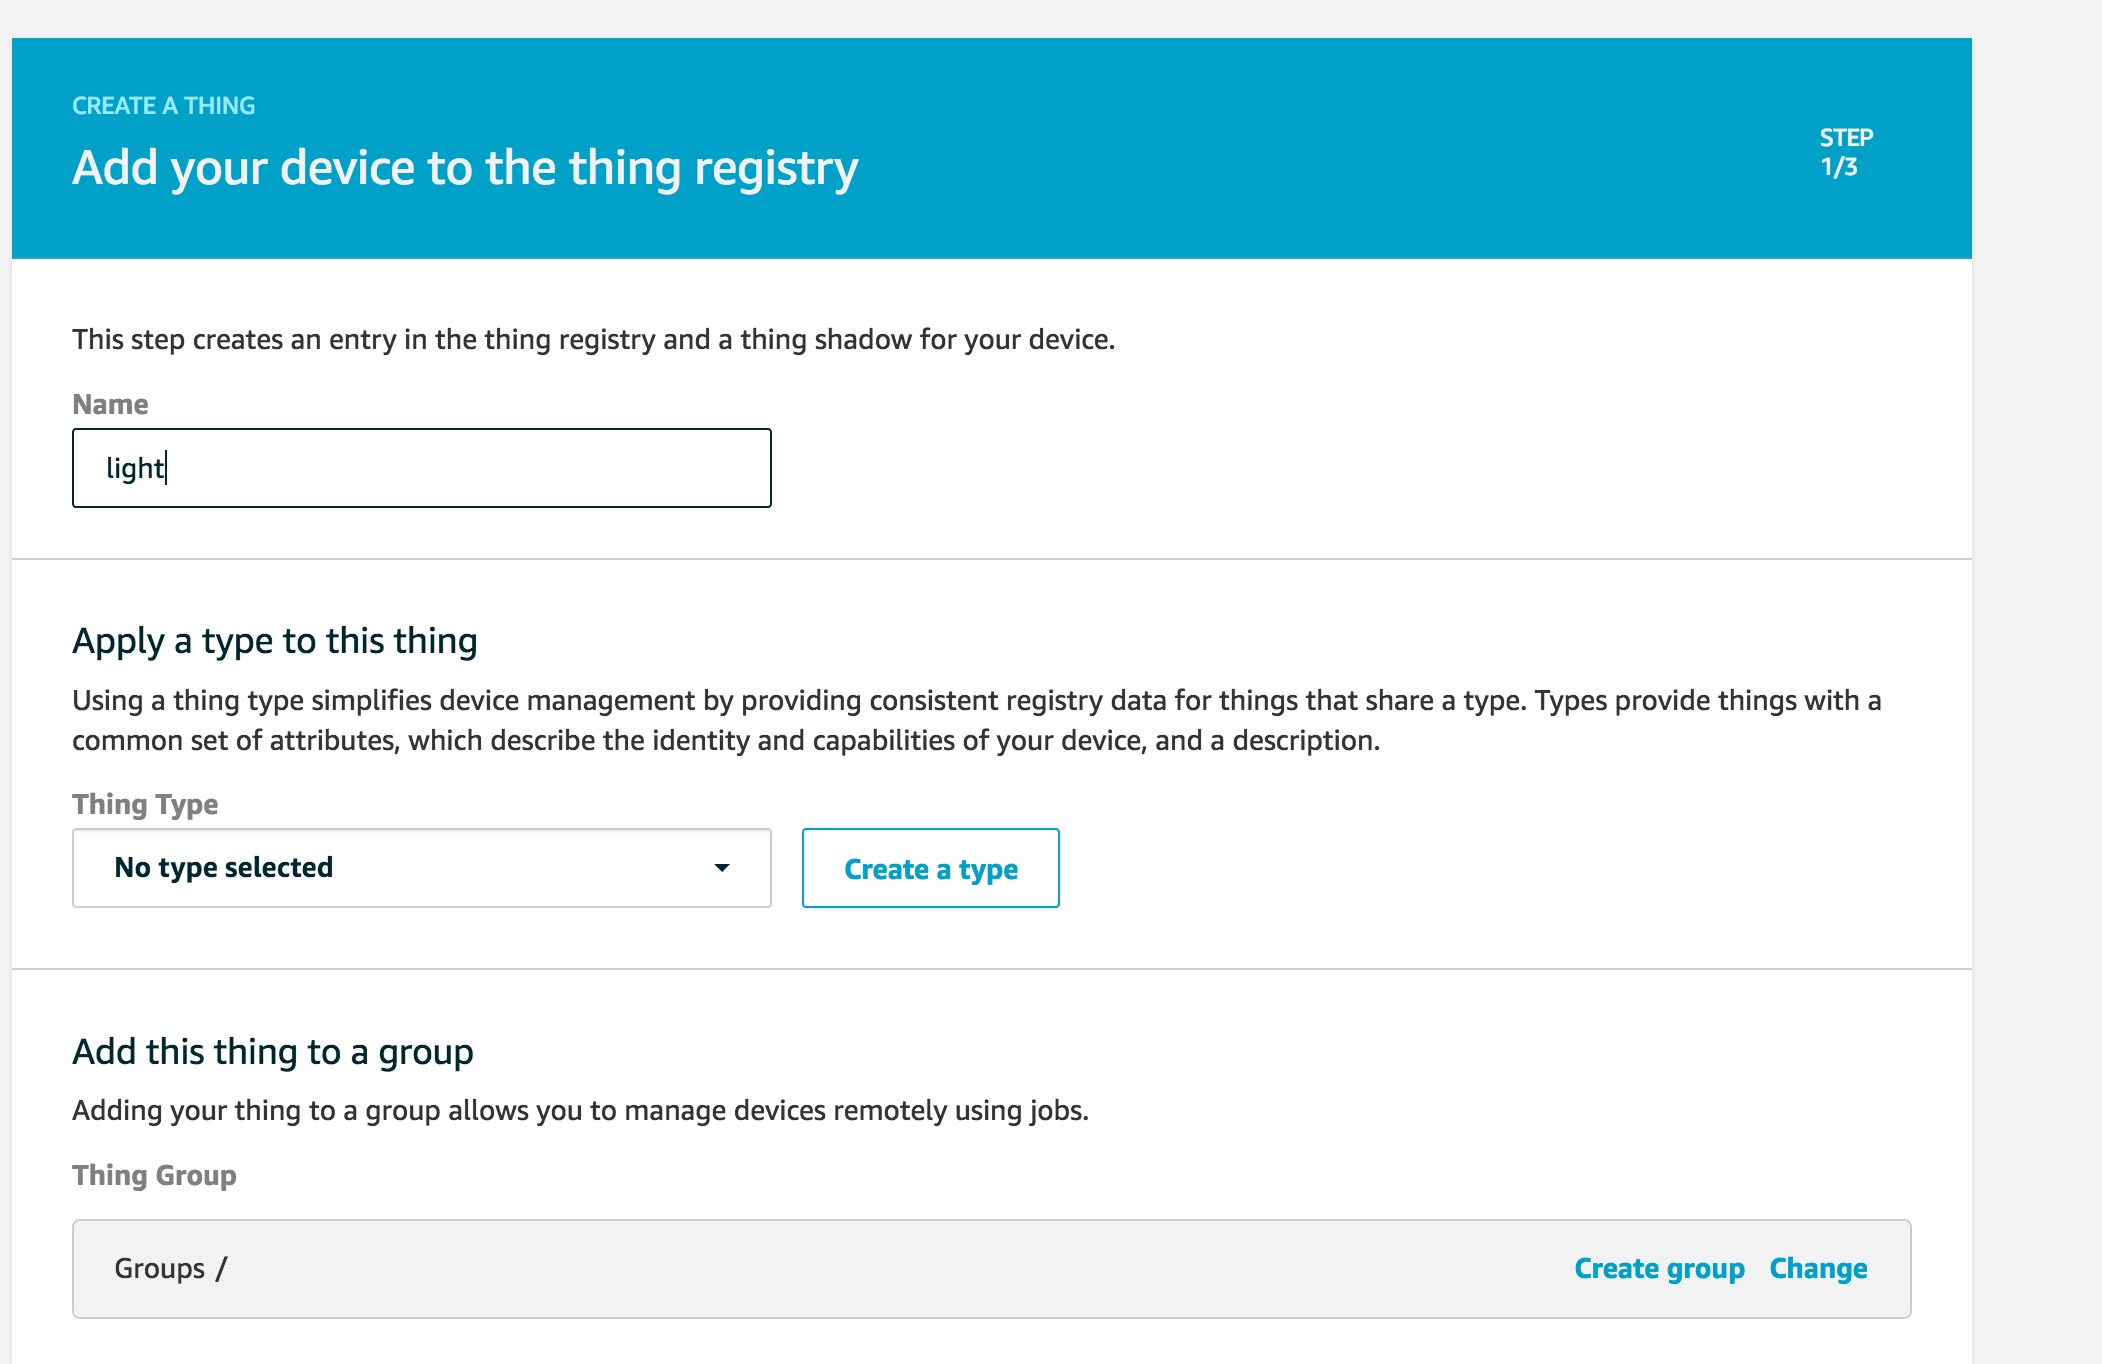 CREATE A THING
Add your device to the thing registry
STEP
1/3
This step creates an entry in the thing registry and a thing shadow for your device.
Name
light
Apply a type to this thing
Using a thing type simplifies device management by providing consistent registry data for things that share a type. Types provide things with a
common set of attributes, which describe the identity and capabilities of your device, and a description.
Thing Type
No type selected
Create a type
Add this thing to a group
Adding your thing to a group allows you to manage devices remotely using jobs.
Thing Group
Groups /
Create group
Change